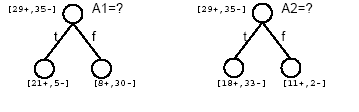 [29+,35-] A1=? [29+,35-] A2=?
t f t f
[21+,5-] [8+,30-] [18+,33-] [11+,2-]